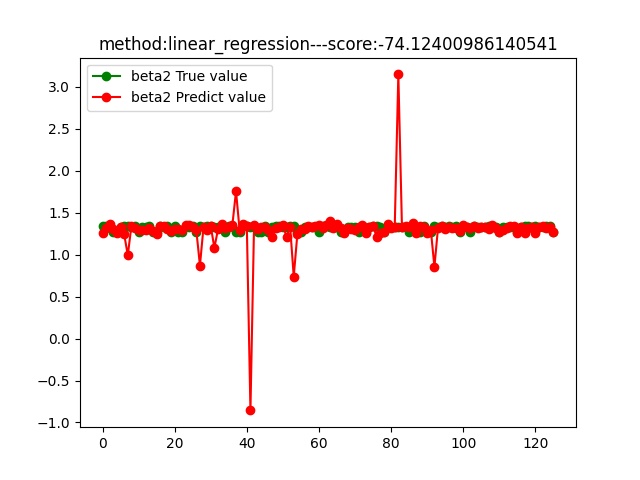 method:linear_regression---score:-74.12400986140541
beta2 True value
beta2 Predict value
3.0
2.5
2.0
1.5
1.0
0.5
0.0
−0.5
−1.0
0 20 40 60 80 100 120